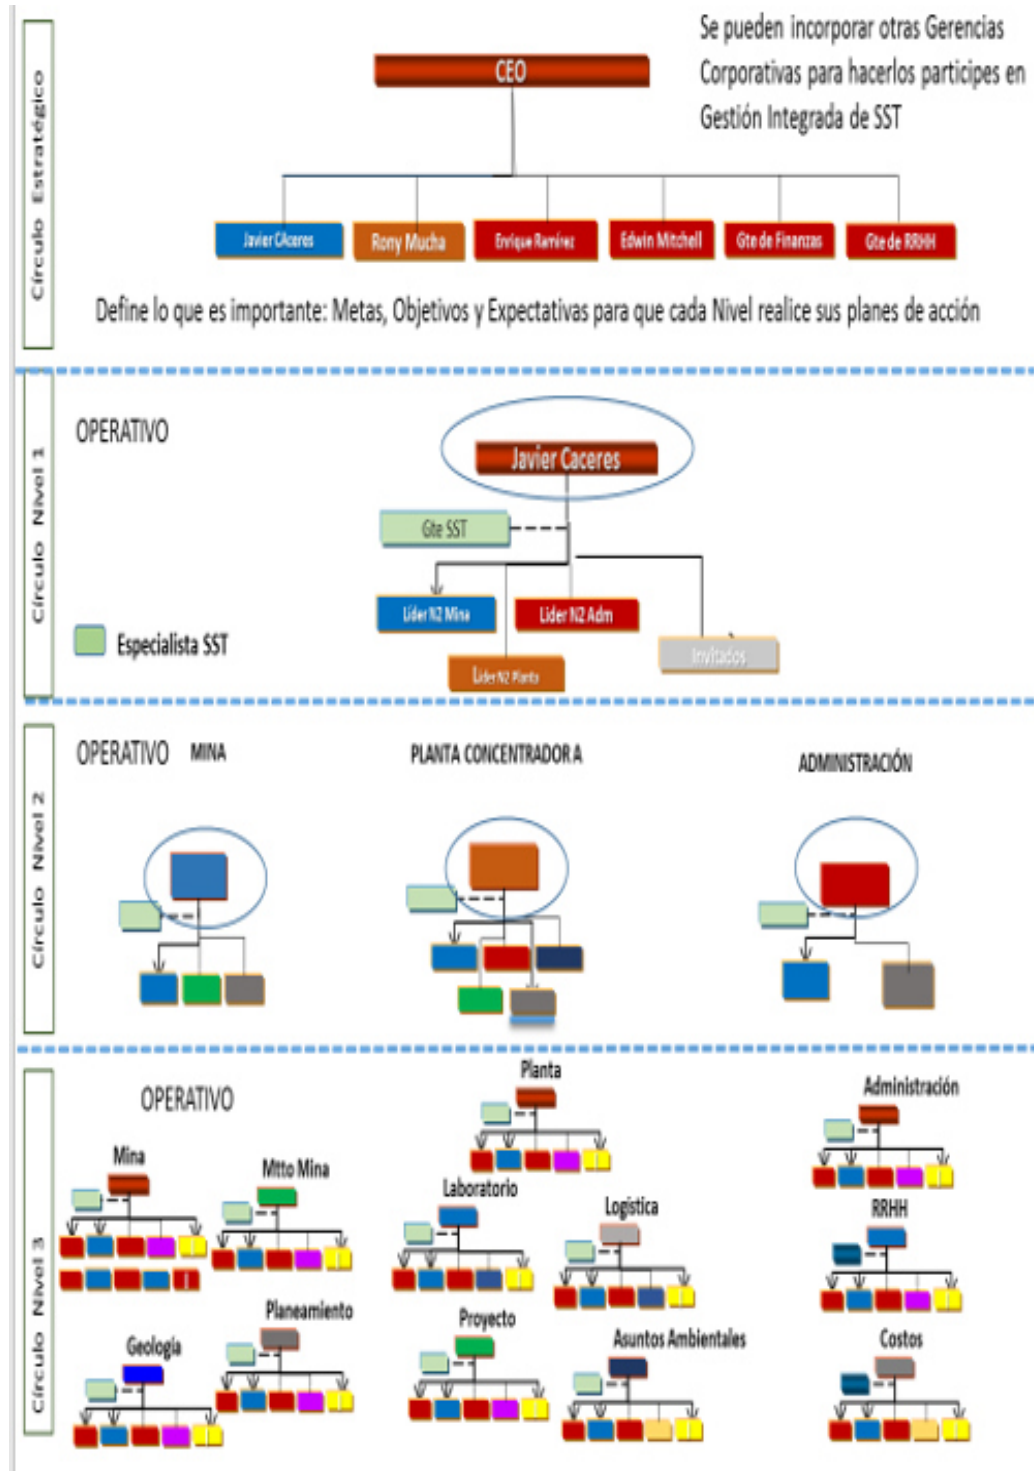 Se pueden incorporar otras Gerencias
Corporativas para hacerlos participes en
Gestión Integrada de SST
CEO
Círculo Estratégico
Javier CAceres
Rony Mucha
Enrique Ramírez
Edwin Mitchell
Gte de Finanzas
Gte de RRHH
Define lo que es importante: Metas, Objetivos y Expectativas para que cada Nivel realice sus planes de acción
Círculo Nivel 1
OPERATIVO
Javier Caceres
Gte SST
Lider N2 Mina
Lider N2 Adm
Especialista SST
Invitados
Lider N2 Planta
Círculo Nivel 2
OPERATIVO
MINA
PLANTA CONCENTRADORA
ADMINISTRACIÓN
Círculo Nivel 3
OPERATIVO
Planta
Administración
Mina
Mtto Mina
Laboratorio
Logística
RRHH
Planeamiento
Geología
Proyecto
Asuntos Ambientales
Costos